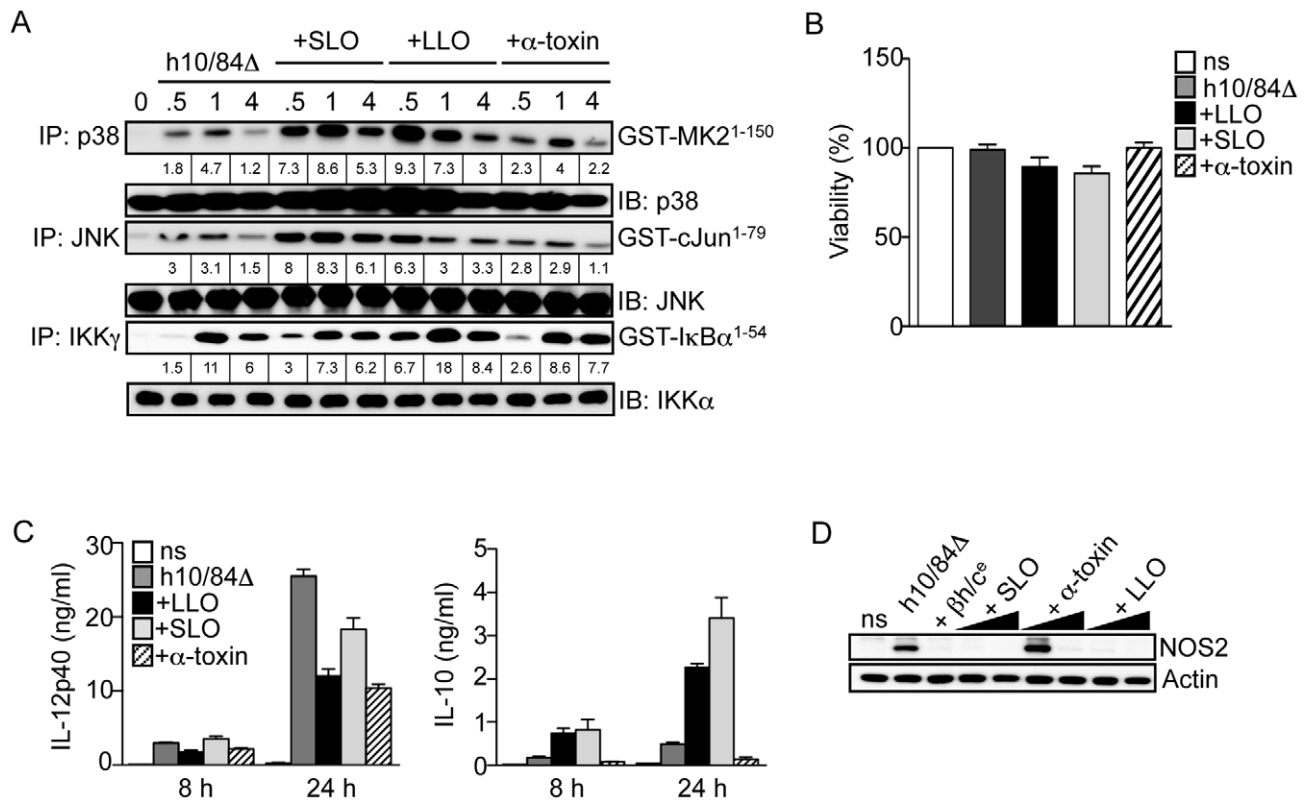 A
+SLO +LLO +α-toxin
h10/84Δ
0 .5 1 4 .5 1 4 .5 1 4 .5 1 4
IP: p38 GST-MK2¹⁻¹⁵⁰
1.8 4.7 1.2 7.3 8.6 5.3 9.3 7.3 3 2.3 4 2.2
IB: p38
IP: JNK GST-cJun¹⁻⁷⁹
3 3.1 1.5 8 8.3 6.1 6.3 3 3.3 2.8 2.9 1.1
IB: JNK
IP: IKKγ GST-IκBα¹⁻⁵⁴
1.5 11 6 3 7.3 6.2 6.7 18 8.4 2.6 8.6 7.7
IB: IKKα
B
150
100
50
0
Viability (%)
ns
h10/84Δ
+LLO
+SLO
+α-toxin
C
30
20
10
0
IL-12p40 (ng/ml)
ns
h10/84Δ
+LLO
+SLO
+α-toxin
8 h 24 h
5
4
3
2
1
0
IL-10 (ng/ml)
8 h 24 h
D
ns h10/84Δ + βh/cᵉ + SLO + α-toxin + LLO
NOS2
Actin